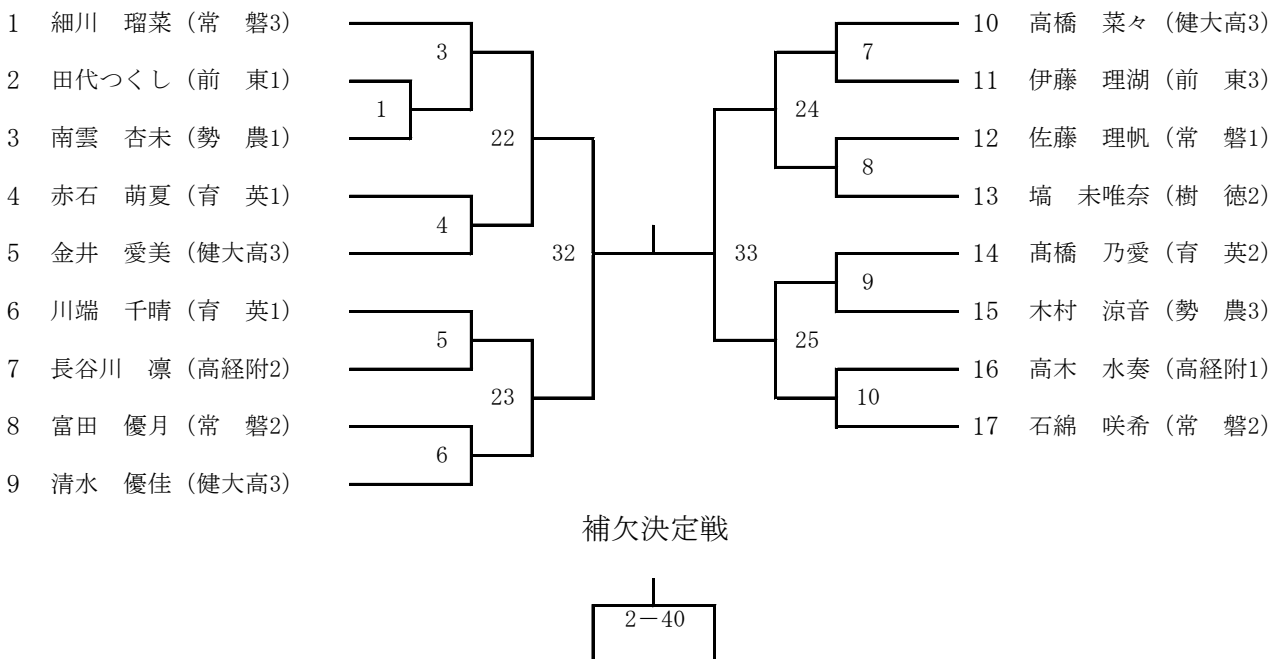 1　細川　瑠菜（常　磐3）
2　田代つくし（前　東1）
3　南雲　杏未（勢　農1）
4　赤石　萌夏（育　英1）
5　金井　愛美（健大高3）
6　川端　千晴（育　英1）
7　長谷川　凛（高経附2）
8　富田　優月（常　磐2）
9　清水　優佳（健大高3）
3
1
22
4
32
5
23
6
7
24
8
33
9
25
10
10　高橋　菜々（健大高3）
11　伊藤　理湖（前　東3）
12　佐藤　理帆（常　磐1）
13　塙　未唯奈（樹　徳2）
14　髙橋　乃愛（育　英2）
15　木村　涼音（勢　農3）
16　高木　水奏（高経附1）
17　石綿　咲希（常　磐2）
補欠決定戦
2－40